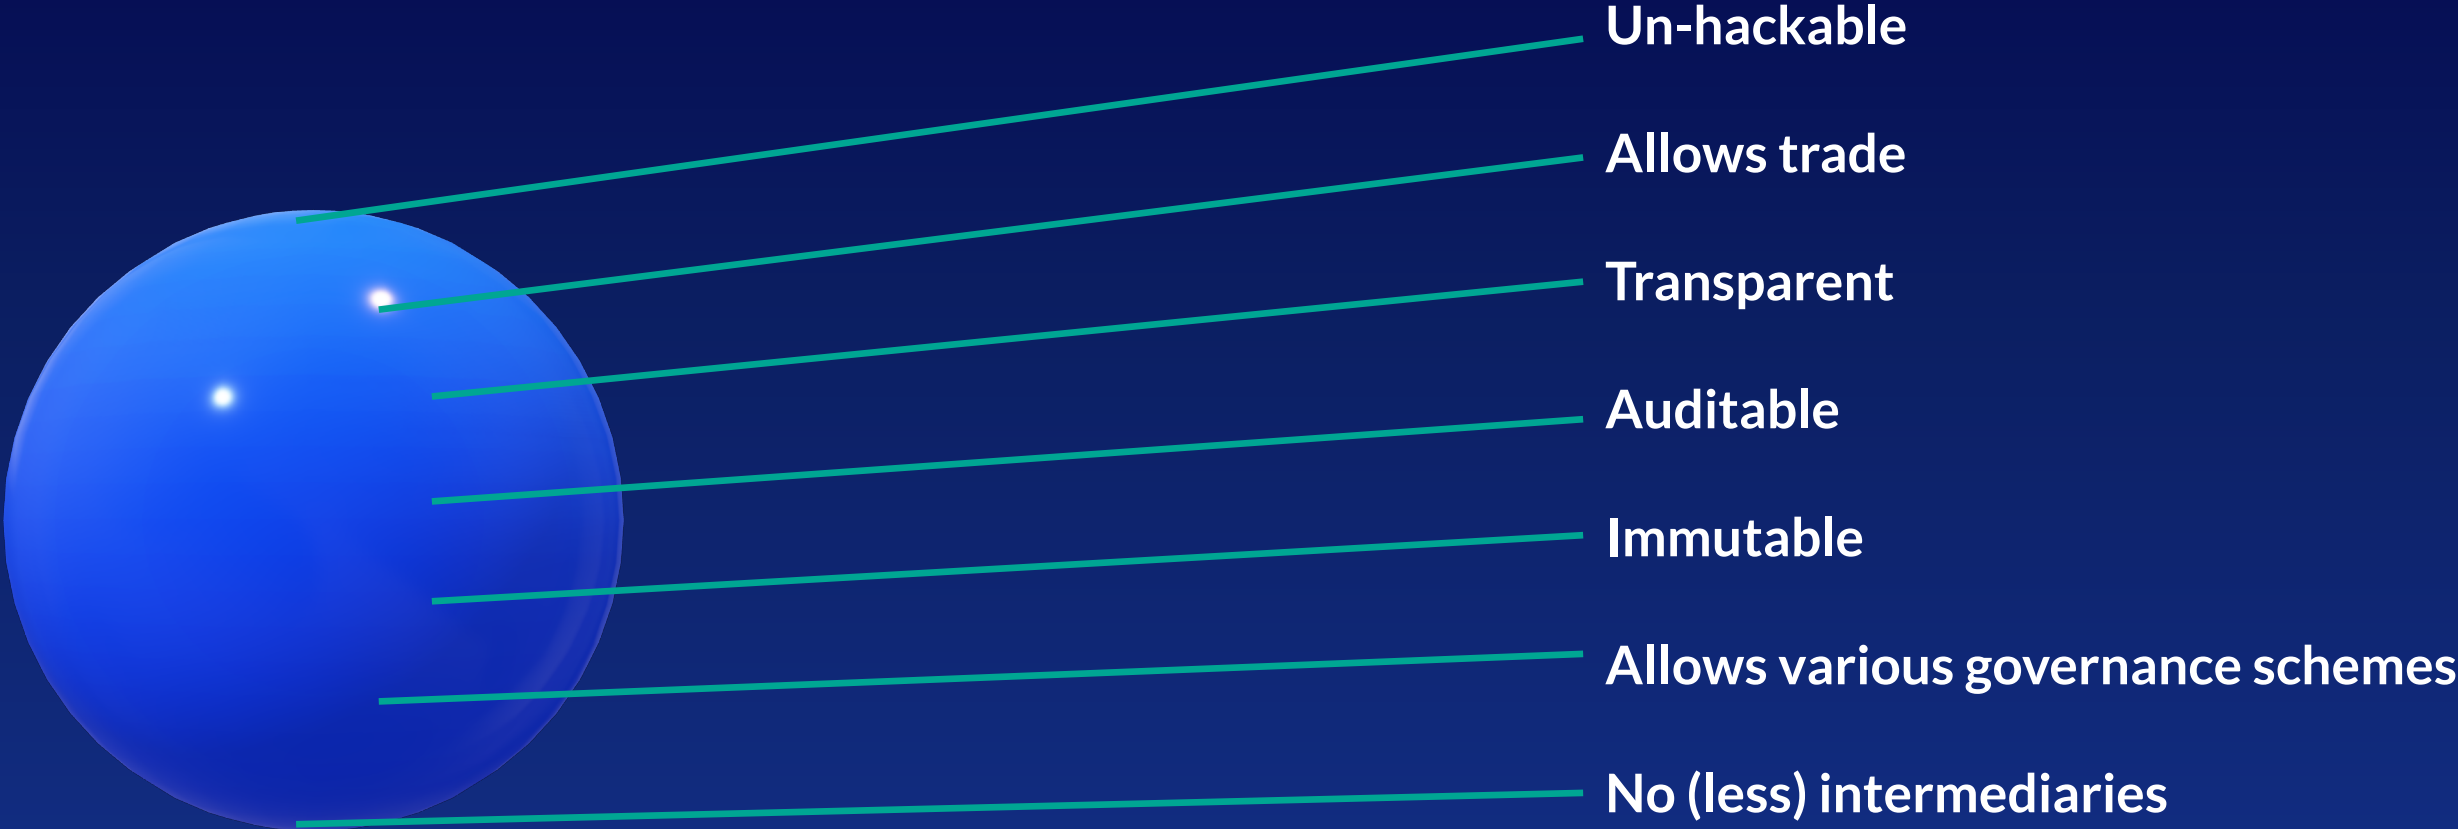 Un-hackable
Allows trade
Transparent
Auditable
Immutable
Allows various governance schemes
No (less) intermediaries